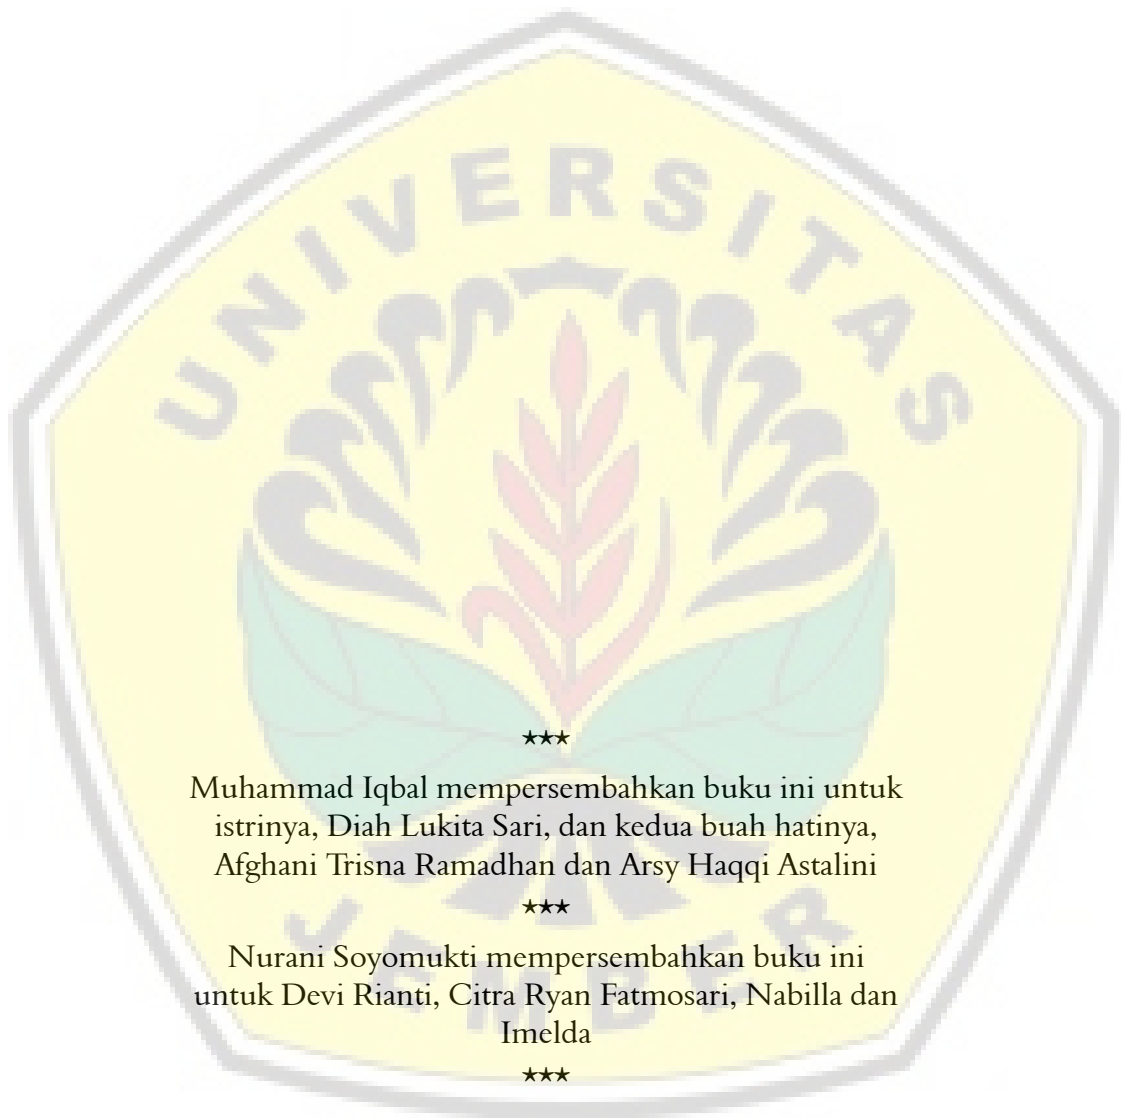 UNIVERSITAS
★★★
Muhammad Iqbal mempersembahkan buku ini untuk
istrinya, Diah Lukita Sari, dan kedua buah hatinya,
Afghani Trisna Ramadhan dan Arsy Haqqi Astalini
★★★
JEMBER
Nurani Soyomukti mempersembahkan buku ini
untuk Devi Rianti, Citra Ryan Fatmosari, Nabilla dan
Imelda
★★★